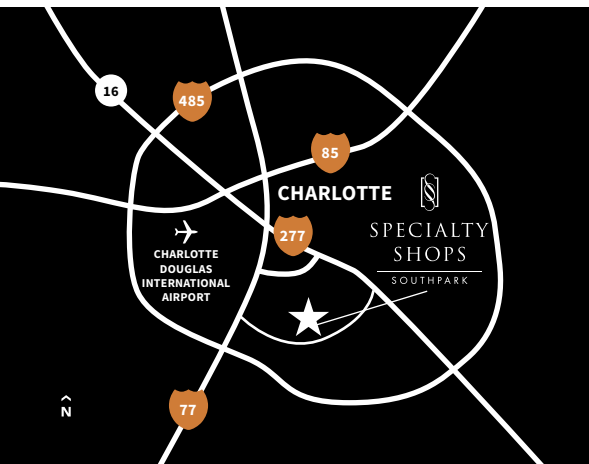 16
485
85
CHARLOTTE
SPECIALTY
SHOPS
SOUTHPARK
277
CHARLOTTE
DOUGLAS
INTERNATIONAL
AIRPORT
77
N